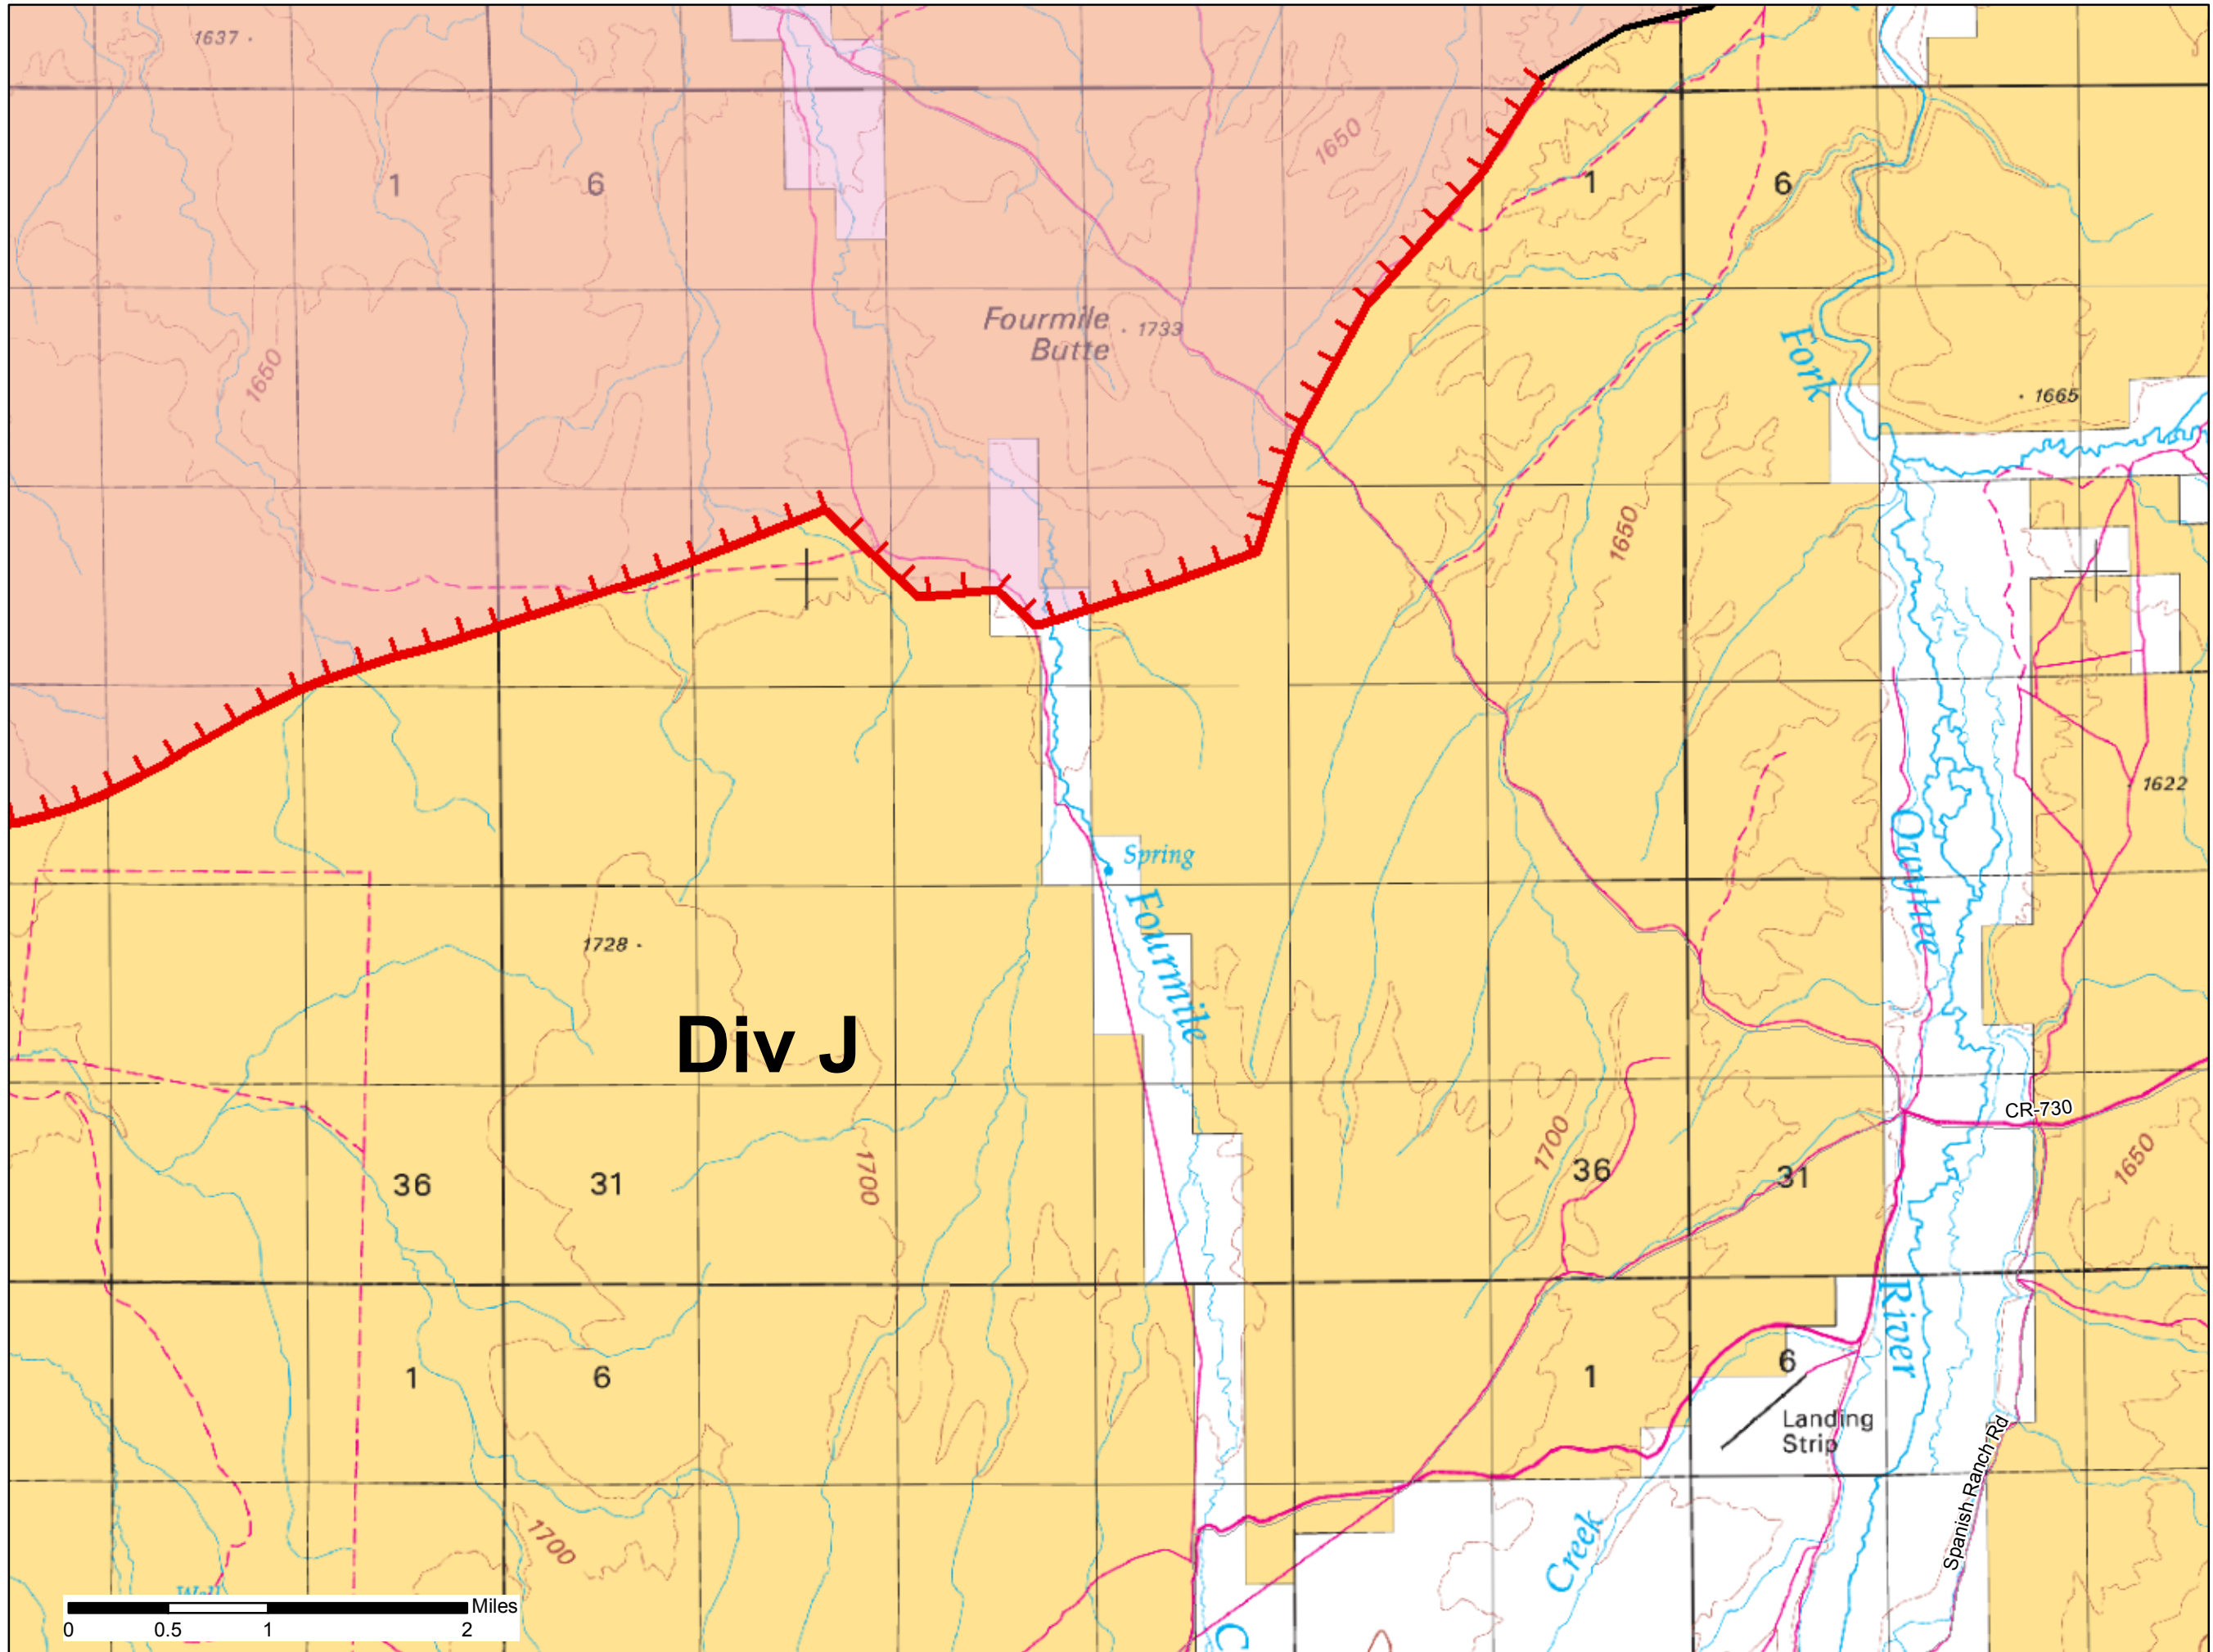 1637
1650
1
6
1
6
Fourmile
Butte
1733
1650
Fork
1665
1650
1622
Spring
Fourmile
Owyhee
1728
Div J
CR-730
1700
36
31
1700
36
31
1650
River
1
6
1
6
Landing
Strip
Spanish Ranch Rd
1700
Creek
Well
C
Miles
0 0.5 1 2